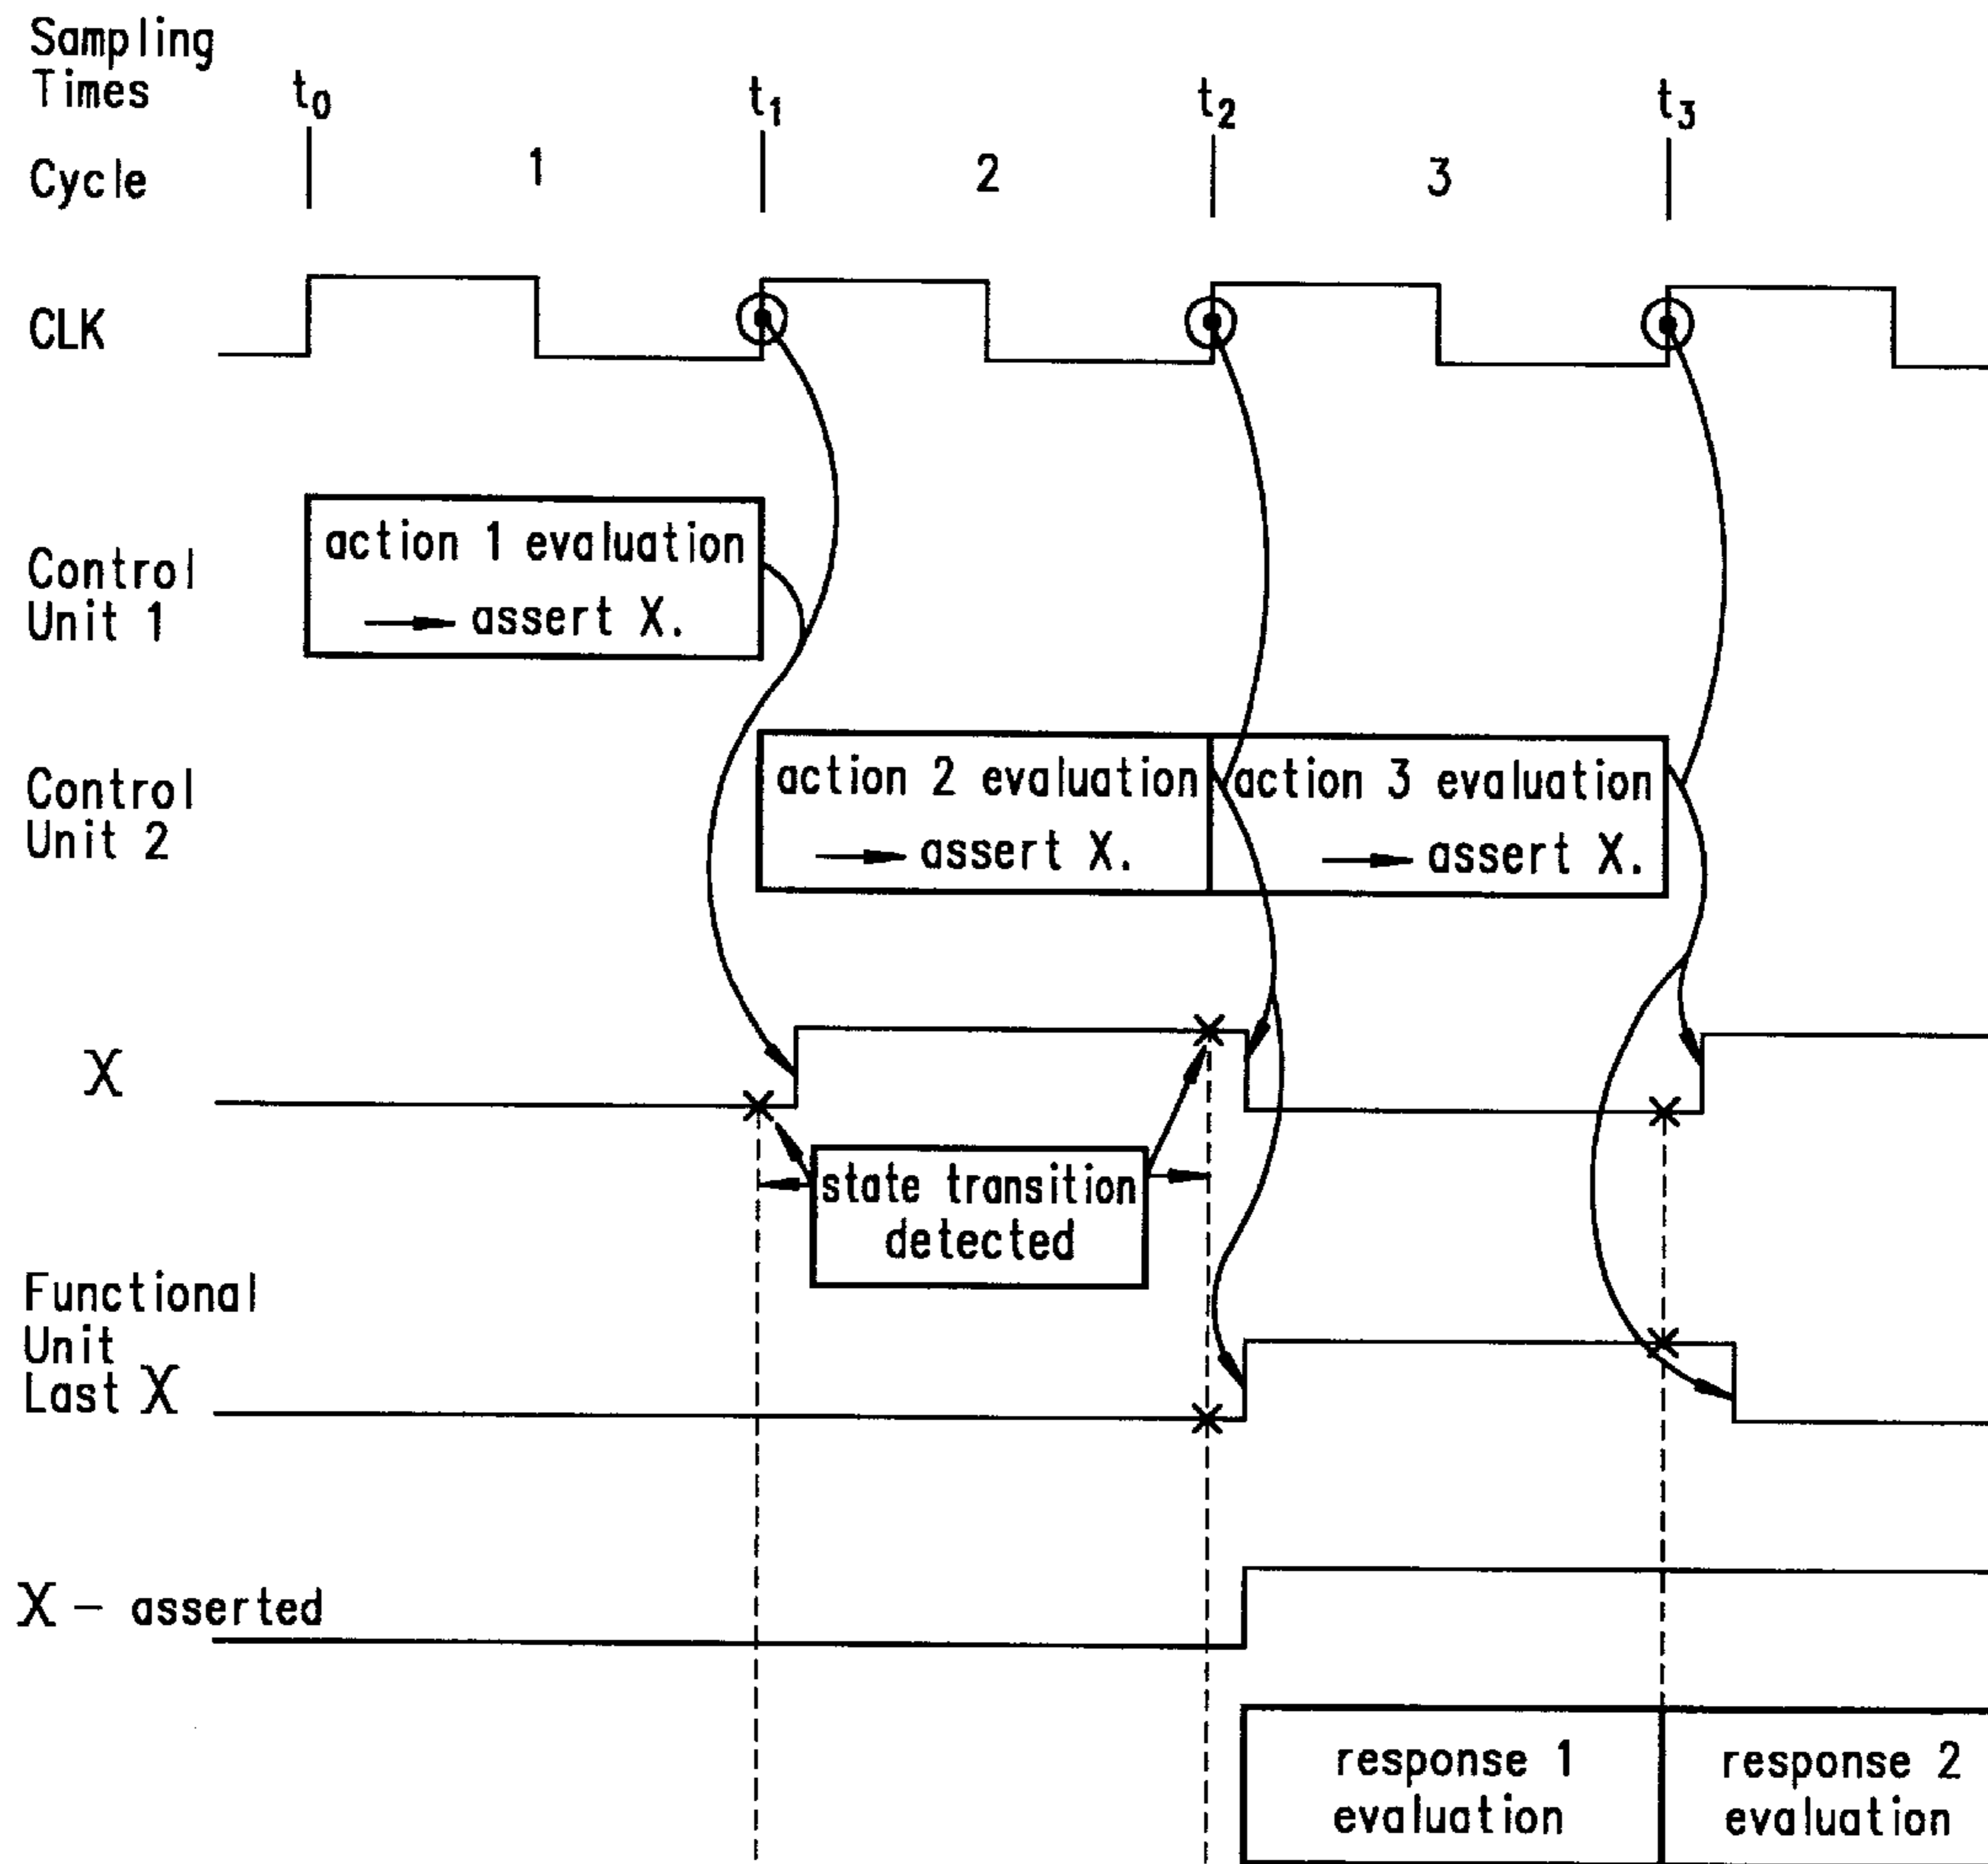 Sampling
Times
t0 t1 t2 t3
Cycle 1 2 3
CLK
Control
Unit 1
action 1 evaluation
→ assert X.
Control
Unit 2
action 2 evaluation
→ assert X.
action 3 evaluation
→ assert X.
X
state transition
detected
Functional
Unit
Last X
X - asserted
response 1
evaluation
response 2
evaluation